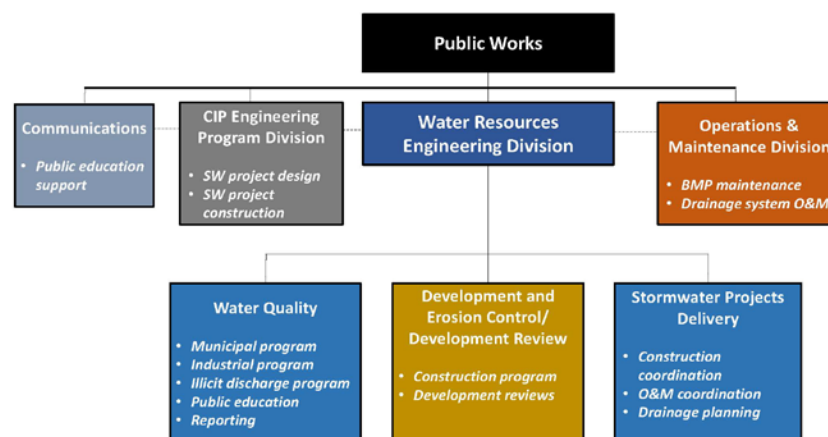 Public Works
Communications
• Public education
support
CIP Engineering
Program Division
• SW project design
• SW project
construction
Water Resources
Engineering Division
Operations &
Maintenance Division
• BMP maintenance
• Drainage system O&M
Water Quality
• Municipal program
• Industrial program
• Illicit discharge program
• Public education
• Reporting
Development and
Erosion Control/
Development Review
• Construction program
• Development reviews
Stormwater Projects
Delivery
• Construction
coordination
• O&M coordination
• Drainage planning